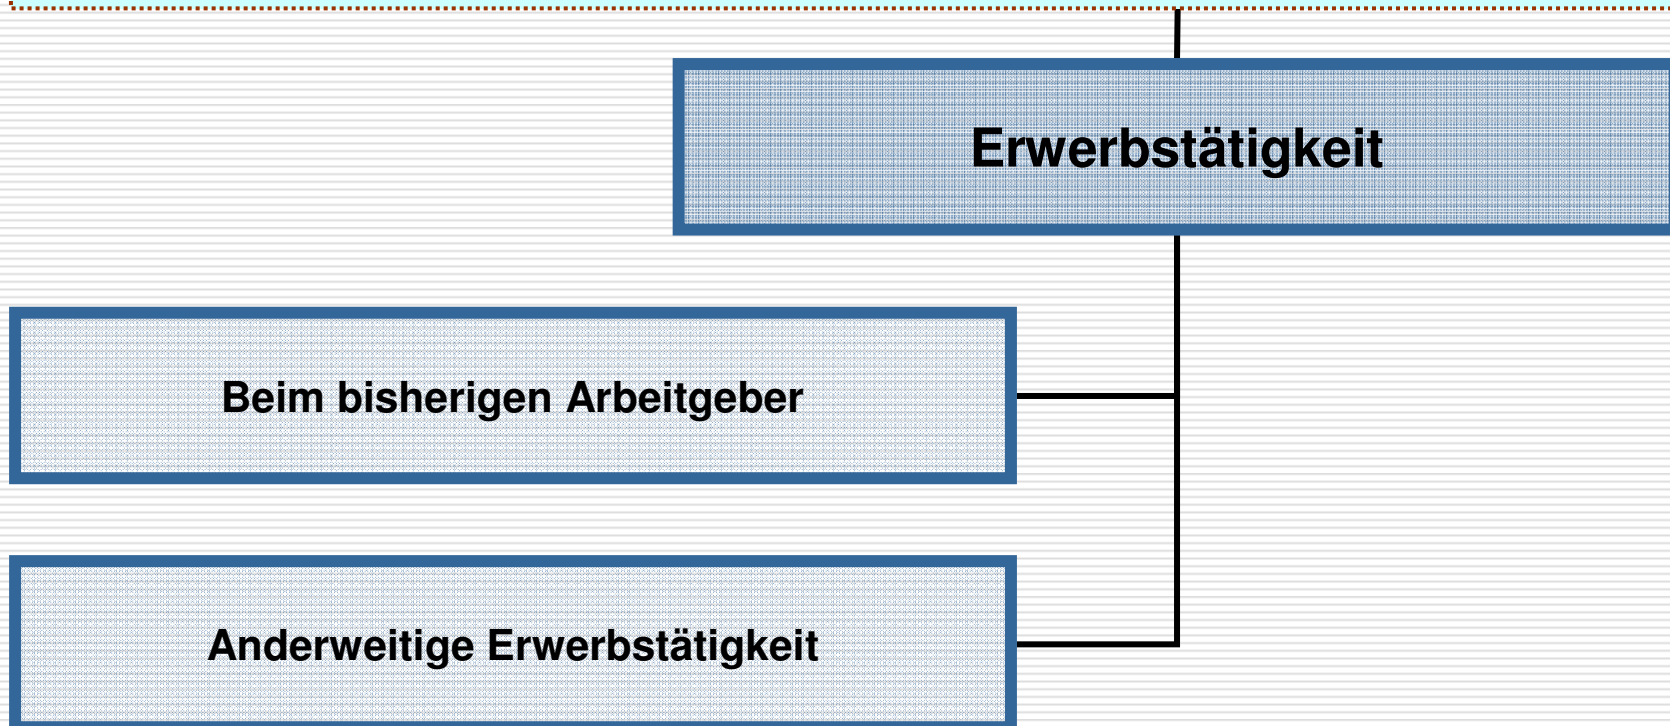 Erwerbstätigkeit
Beim bisherigen Arbeitgeber
Anderweitige Erwerbstätigkeit